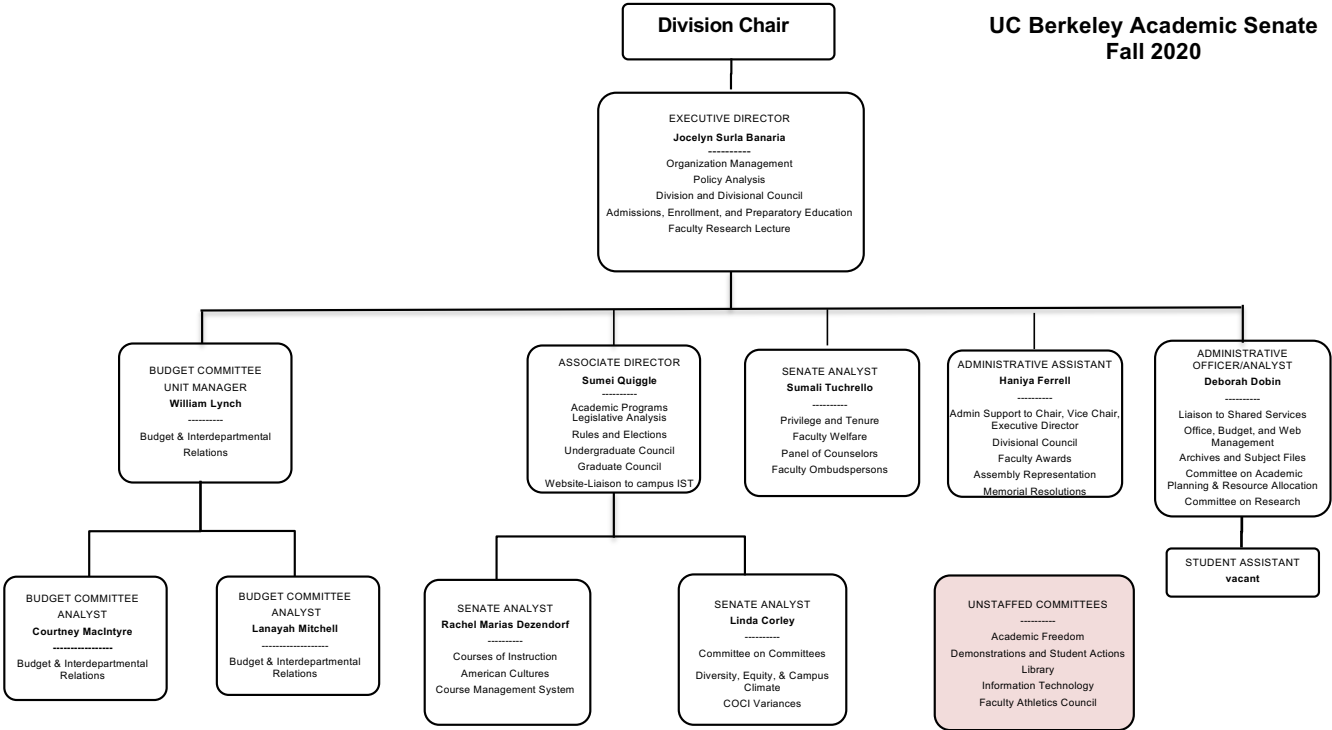 Division Chair
UC Berkeley Academic Senate
Fall 2020
EXECUTIVE DIRECTOR
Jocelyn Surla Banaria
----------
Organization Management
Policy Analysis
Division and Divisional Council
Admissions, Enrollment, and Preparatory Education
Faculty Research Lecture
BUDGET COMMITTEE
UNIT MANAGER
William Lynch
----------
Budget & Interdepartmental
Relations
ASSOCIATE DIRECTOR
Sumei Quiggle
----------
Academic Programs
Legislative Analysis
Rules and Elections
Undergraduate Council
Graduate Council
Website-Liaison to campus IST
SENATE ANALYST
Sumali Tuchrello
----------
Privilege and Tenure
Faculty Welfare
Panel of Counselors
Faculty Ombudspersons
ADMINISTRATIVE ASSISTANT
Haniya Ferrell
----------
Admin Support to Chair, Vice Chair,
Executive Director
Divisional Council
Faculty Awards
Assembly Representation
Memorial Resolutions
ADMINISTRATIVE
OFFICER/ANALYST
Deborah Dobin
----------
Liaison to Shared Services
Office, Budget, and Web
Management
Archives and Subject Files
Committee on Academic
Planning & Resource Allocation
Committee on Research
STUDENT ASSISTANT
vacant
BUDGET COMMITTEE
ANALYST
Courtney MacIntyre
-----------------
Budget & Interdepartmental
Relations
BUDGET COMMITTEE
ANALYST
Lanayah Mitchell
-------------------
Budget & Interdepartmental
Relations
SENATE ANALYST
Rachel Marias Dezendorf
----------
Courses of Instruction
American Cultures
Course Management System
SENATE ANALYST
Linda Corley
----------
Committee on Committees
Diversity, Equity, & Campus
Climate
COCI Variances
UNSTAFFED COMMITTEES
----------
Academic Freedom
Demonstrations and Student Actions
Library
Information Technology
Faculty Athletics Council